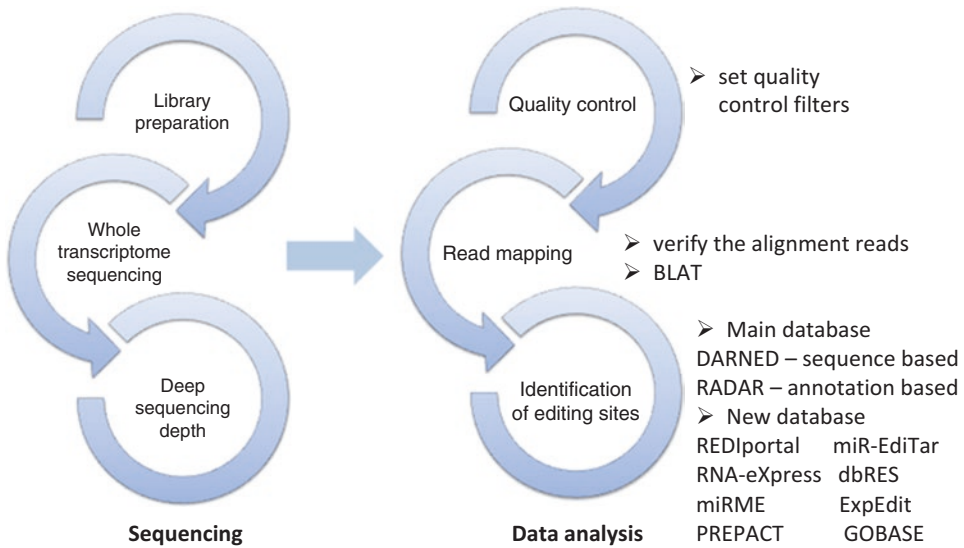 Library
preparation
Whole
transcriptome
sequencing
Deep
sequencing
depth
Sequencing
Quality control
➢ set quality
control filters
Read mapping
➢ verify the alignment reads
➢ BLAT
Identification
of editing sites
➢ Main database
DARNED – sequence based
RADAR – annotation based
➢ New database
REDIportal miR-EdiTar
RNA-eXpress dbRES
miRME ExpEdit
PREPACT GOBASE
Data analysis